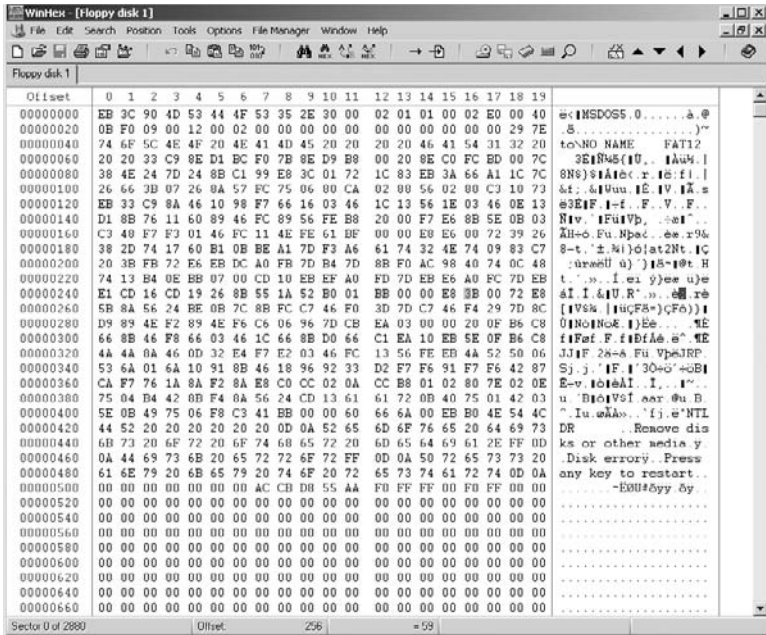 WinHex - [Floppy disk 1]
File Edit Search Position Tools Options File Manager Window Help
Floppy disk 1
Offset 0 1 2 3 4 5 6 7 8 9 10 11 12 13 14 15 16 17 18 19
00000000 EB 3C 90 4D 53 44 4F 53 35 2E 30 00 02 01 01 00 02 E0 00 40 ë<MSDOS5.0......à.@
00000020 0B F0 09 00 12 00 02 00 00 00 00 00 00 00 00 00 00 00 29 7E
00000040 74 6F 5C 4E 4F 20 4E 41 4D 45 20 20 20 20 46 41 54 31 32 20 to\NO NAME FAT12
00000060 20 20 33 C9 8E D1 BC F0 7B 8E D9 B8 00 20 8E C0 FC BD 00 7C
00000080 38 4E 24 7D 24 8B C1 99 E8 3C 01 72 1C 83 EB 3A 66 A1 1C 7C
00000100 26 66 3B 07 26 8A 57 FC 75 06 80 CA 02 88 56 02 80 C3 10 73
00000120 EB 33 C9 8A 46 10 98 F7 66 16 03 46 1C 13 56 1E 03 46 0E 13
00000140 D1 8B 76 11 60 89 46 FC 89 56 FE B8 20 00 F7 E6 8B 5E 0B 03
00000160 C3 48 F7 F3 01 46 FC 11 4E FE 61 BF 00 00 E8 E6 00 72 39 26
00000180 38 2D 74 17 60 B1 0B BE A1 7D F3 A6 61 74 32 4E 74 09 83 C7
00000200 20 3B FB 72 E6 EB DC A0 FB 7D B4 7D 8B F0 AC 98 40 74 0C 48
00000220 74 13 B4 0E BB 07 00 CD 10 EB EF A0 FD 7D EB E6 A0 FC 7D EB
00000240 E1 CD 16 CD 19 26 8B 55 1A 52 B0 01 BB 00 00 E8 3B 00 72 E8
00000260 5B 8A 56 24 BE 0B 7C 8B FC C7 46 F0 3D 7D C7 46 F4 29 7D 8C
00000280 D9 89 4E F2 89 4E F6 C6 06 96 7D CB EA 03 00 00 20 0F B6 C8
00000300 66 8B 46 F8 66 03 46 1C 66 8B D0 66 C1 EA 10 EB 5E 0F B6 C8
00000320 4A 4A 8A 46 0D 32 E4 F7 E2 03 46 FC 13 56 FE EB 4A 52 50 06
00000340 53 6A 01 6A 10 91 8B 46 18 96 92 33 D2 F7 F6 91 F7 F6 42 87
00000360 CA F7 76 1A 8A F2 8A E8 C0 CC 02 0A CC B8 01 02 80 7E 02 0E
00000380 75 04 B4 42 8B F4 8A 56 24 CD 13 61 61 72 0B 40 75 01 42 03
00000400 5E 0B 49 75 06 F8 C3 41 BB 00 00 60 66 6A 00 EB B0 4E 54 4C
00000420 44 52 20 20 20 20 20 20 0D 0A 52 65 6D 6F 76 65 20 64 69 73 DR ..Remove dis
00000440 6B 73 20 6F 72 20 6F 74 68 65 72 20 6D 65 64 69 61 2E FF 0D ks or other media.ÿ.
00000460 0A 44 69 73 6B 20 65 72 72 6F 72 FF 0D 0A 50 72 65 73 73 20 .Disk errorÿ..Press
00000480 61 6E 79 20 6B 65 79 20 74 6F 20 72 65 73 74 61 72 74 0D 0A any key to restart..
00000500 00 00 00 00 00 00 00 AC CB D8 55 AA F0 FF FF 00 F0 FF 00 00
00000520 00 00 00 00 00 00 00 00 00 00 00 00 00 00 00 00 00 00 00 00 ....................
00000540 00 00 00 00 00 00 00 00 00 00 00 00 00 00 00 00 00 00 00 00 ....................
00000560 00 00 00 00 00 00 00 00 00 00 00 00 00 00 00 00 00 00 00 00 ....................
00000580 00 00 00 00 00 00 00 00 00 00 00 00 00 00 00 00 00 00 00 00 ....................
00000600 00 00 00 00 00 00 00 00 00 00 00 00 00 00 00 00 00 00 00 00 ....................
00000620 00 00 00 00 00 00 00 00 00 00 00 00 00 00 00 00 00 00 00 00 ....................
00000640 00 00 00 00 00 00 00 00 00 00 00 00 00 00 00 00 00 00 00 00 ....................
00000660 00 00 00 00 00 00 00 00 00 00 00 00 00 00 00 00 00 00 00 00 ....................
Sector 0 of 2880 Offset: 256 = 59